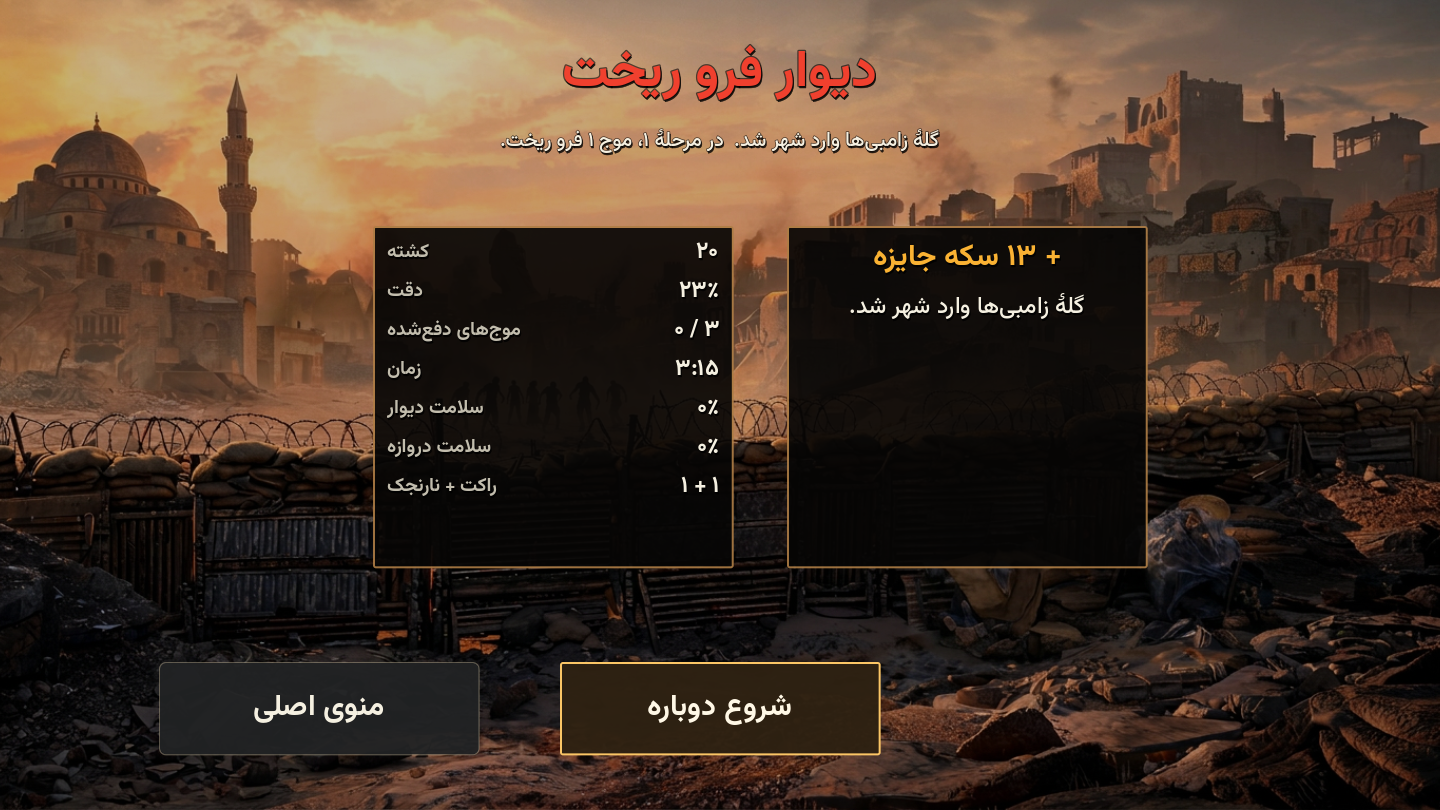 دیوار فرو ریخت
گلهٔ زامبی‌ها وارد شهر شد. در مرحلهٔ ۱، موج ۱ فرو ریخت.
+ ۱۳ سکه جایزه
گلهٔ زامبی‌ها وارد شهر شد.
کشته ۲۰
دقت ۲۳٪
موج‌های دفع‌شده ۰ / ۳
زمان ۳:۱۵
سلامت دیوار ۰٪
سلامت دروازه ۰٪
راکت + نارنجک ۱ + ۱
شروع دوباره
منوی اصلی